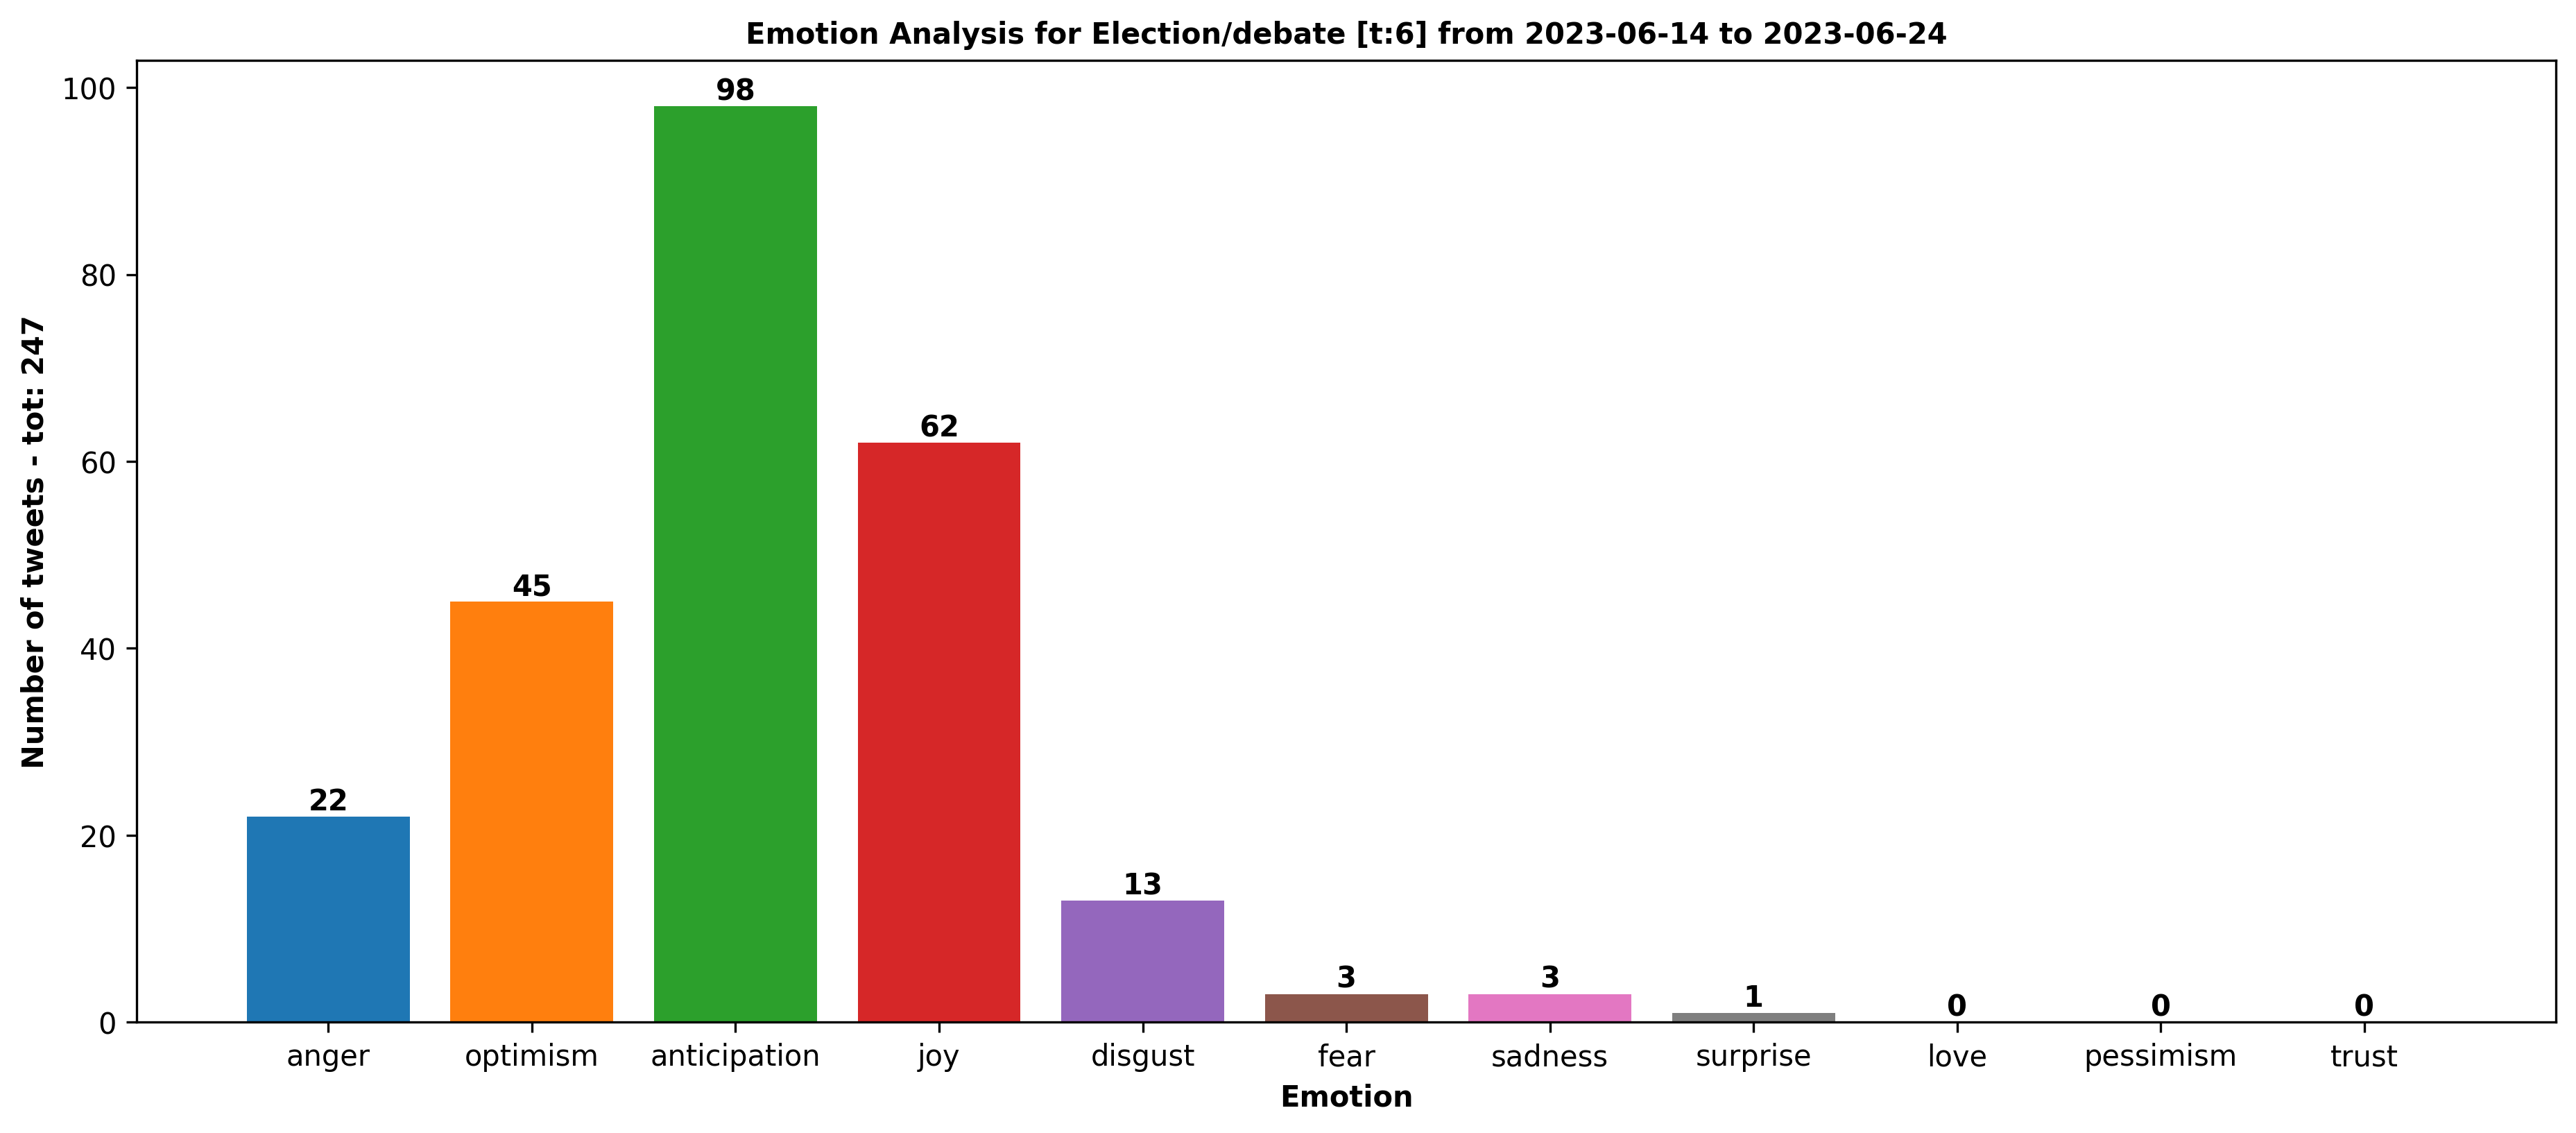 Emotion Analysis for Election/debate [t:6] from 2023-06-14 to 2023-06-24
Number of tweets - tot: 247
100
80
60
40
20
0
22
45
98
62
13
3
3
1
0
0
0
anger
optimism
anticipation
joy
disgust
fear
sadness
surprise
love
pessimism
trust
Emotion